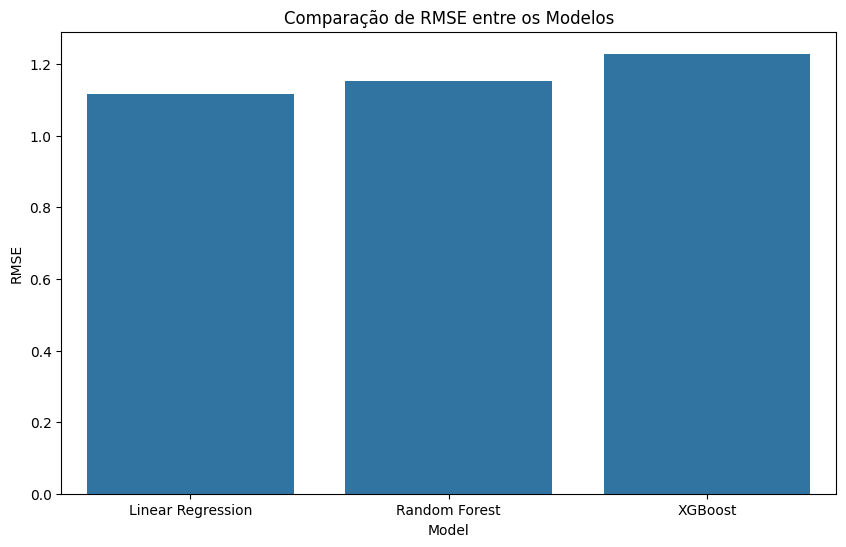 Comparação de RMSE entre os Modelos
RMSE
1.2
1.0
0.8
0.6
0.4
0.2
0.0
Linear Regression
Random Forest
XGBoost
Model